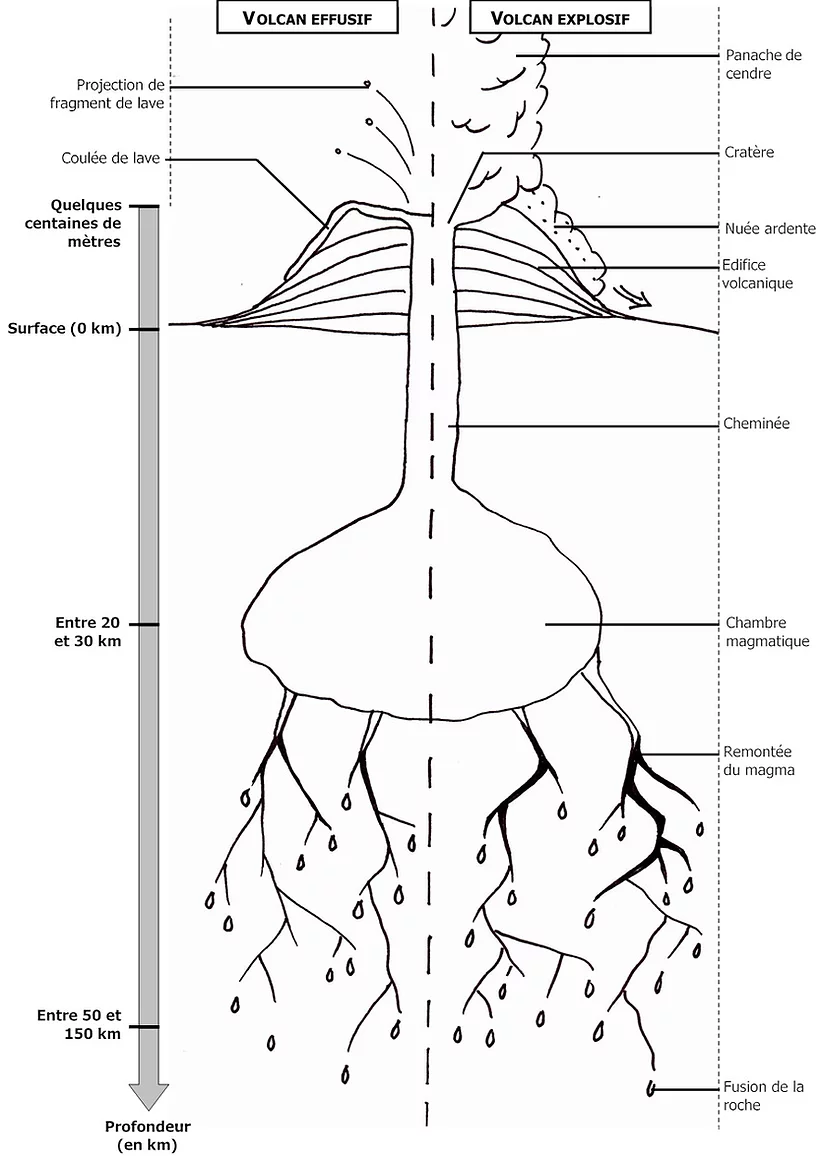 VOLCAN EFFUSIF
VOLCAN EXPLOSIF
Projection de
fragment de lave
Coulée de lave
Quelques
centaines de
mètres
Surface (0 km)
Entre 20
et 30 km
Entre 50 et
150 km
Profondeur
(en km)
Panache de
cendre
Cratère
Nuée ardente
Edifice
volcanique
Cheminée
Chambre
magmatique
Remontée
du magma
Fusion de la
roche